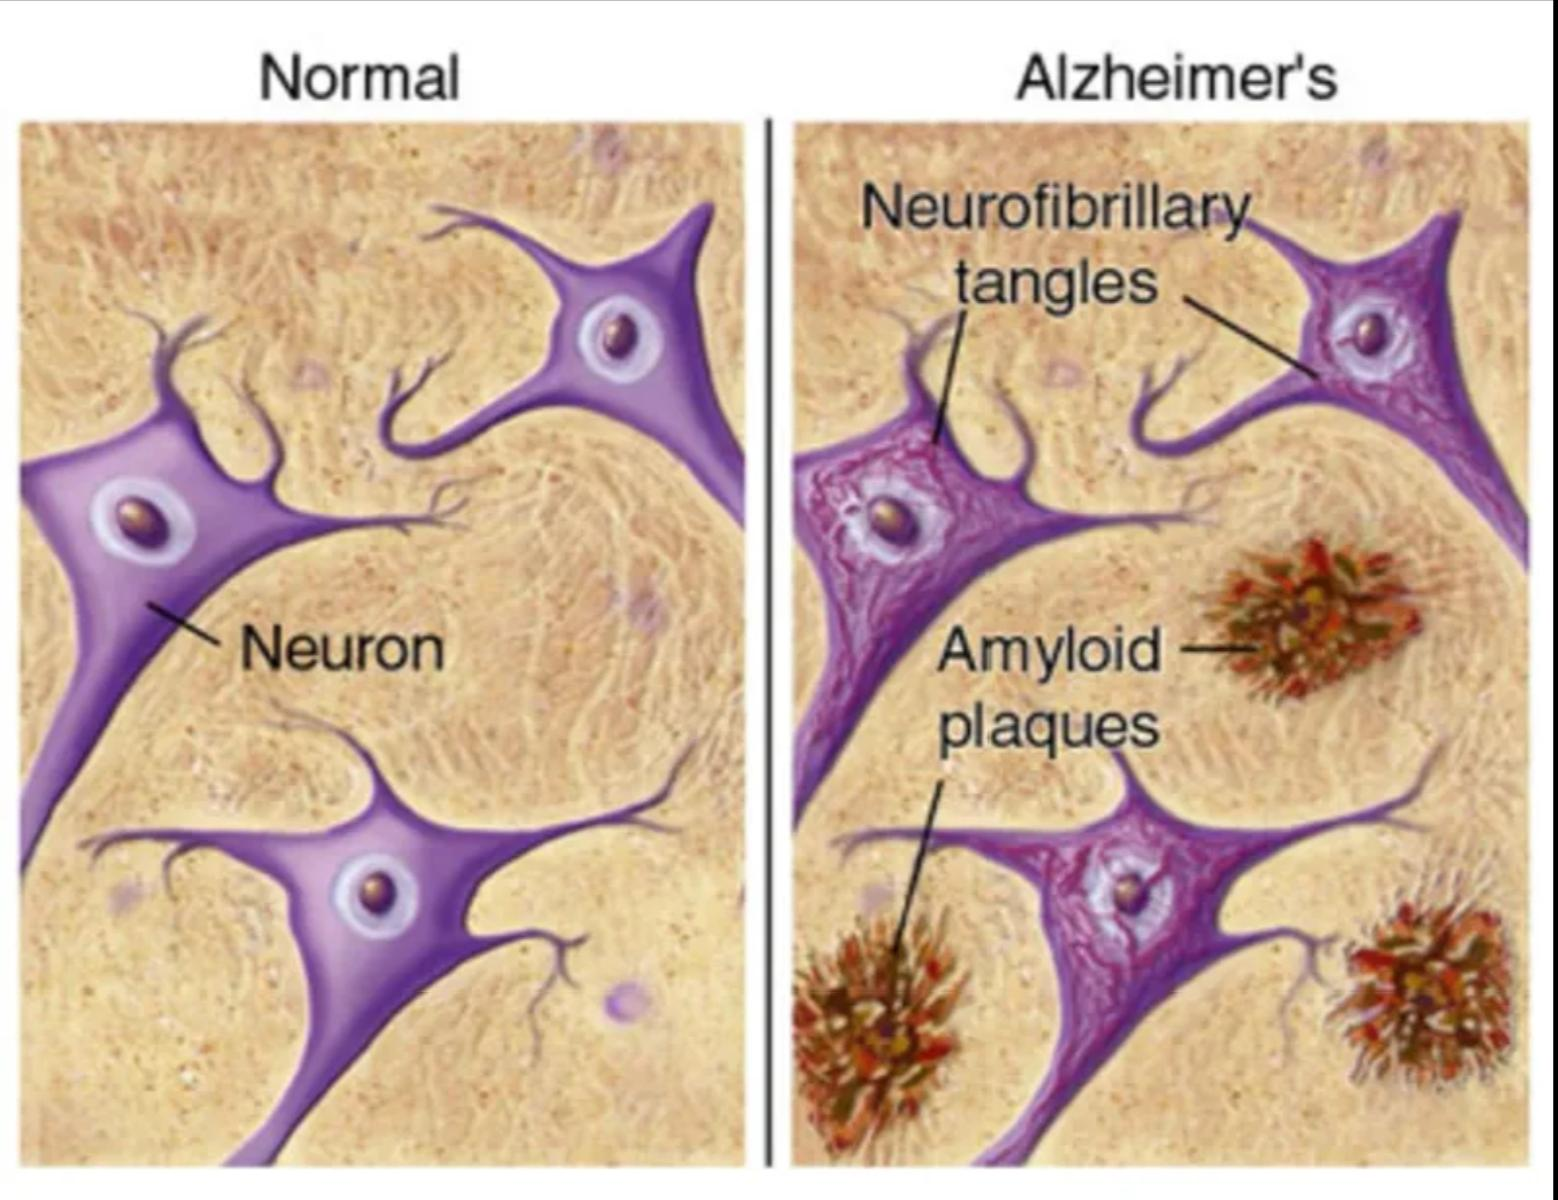 Normal
Neuron
Alzheimer's
Neurofibrillary
tangles
Amyloid
plaques